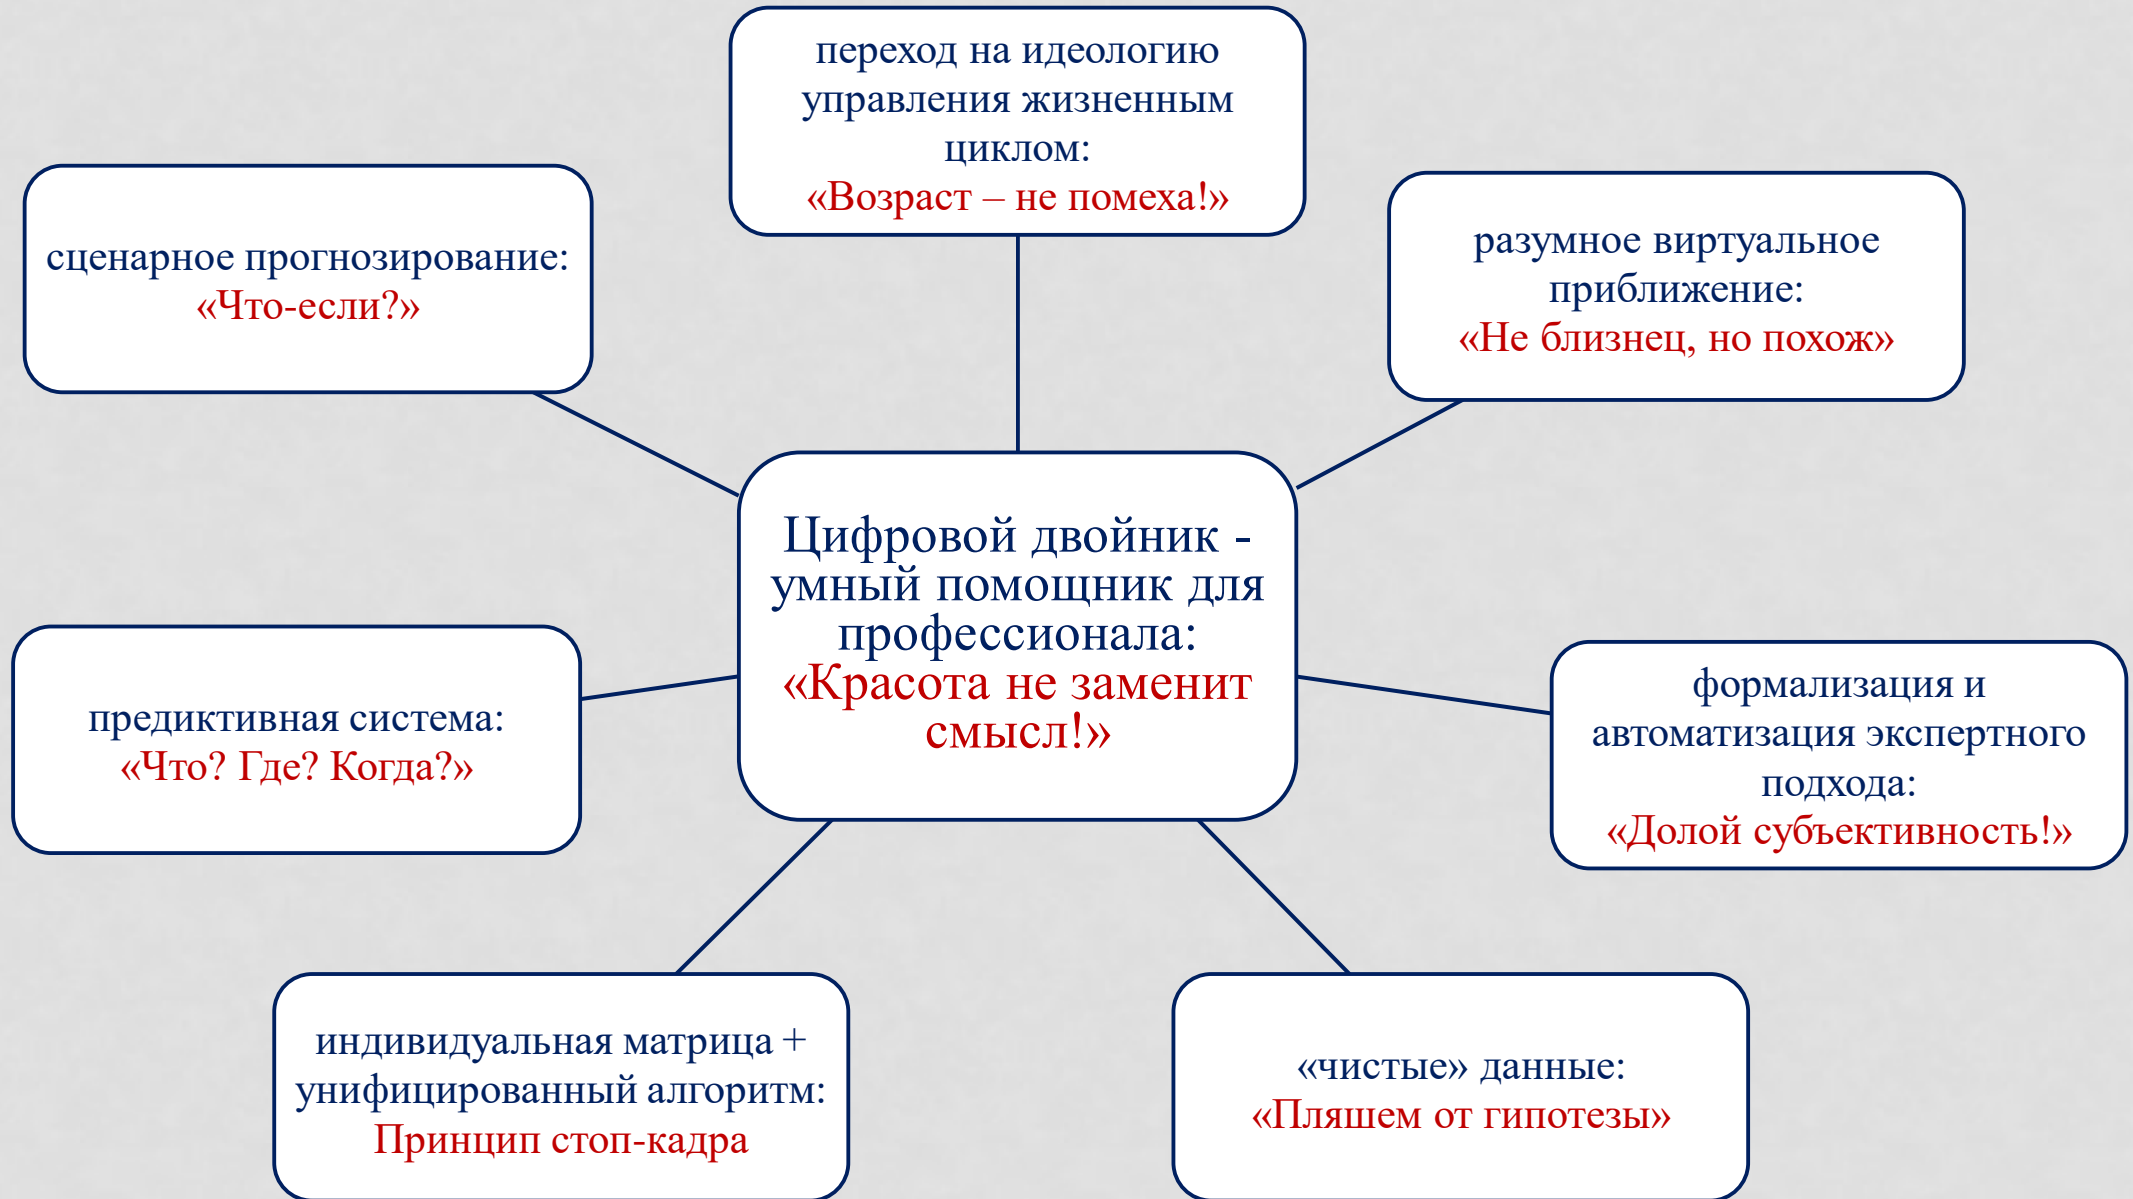 переход на идеологию
управления жизненным
циклом:
«Возраст – не помеха!»
сценарное прогнозирование:
«Что-если?»
разумное виртуальное
приближение:
«Не близнец, но похож»
Цифровой двойник -
умный помощник для
профессионала:
«Красота не заменит
смысл!»
предиктивная система:
«Что? Где? Когда?»
формализация и
автоматизация экспертного
подхода:
«Долой субъективность!»
индивидуальная матрица +
унифицированный алгоритм:
Принцип стоп-кадра
«чистые» данные:
«Пляшем от гипотезы»